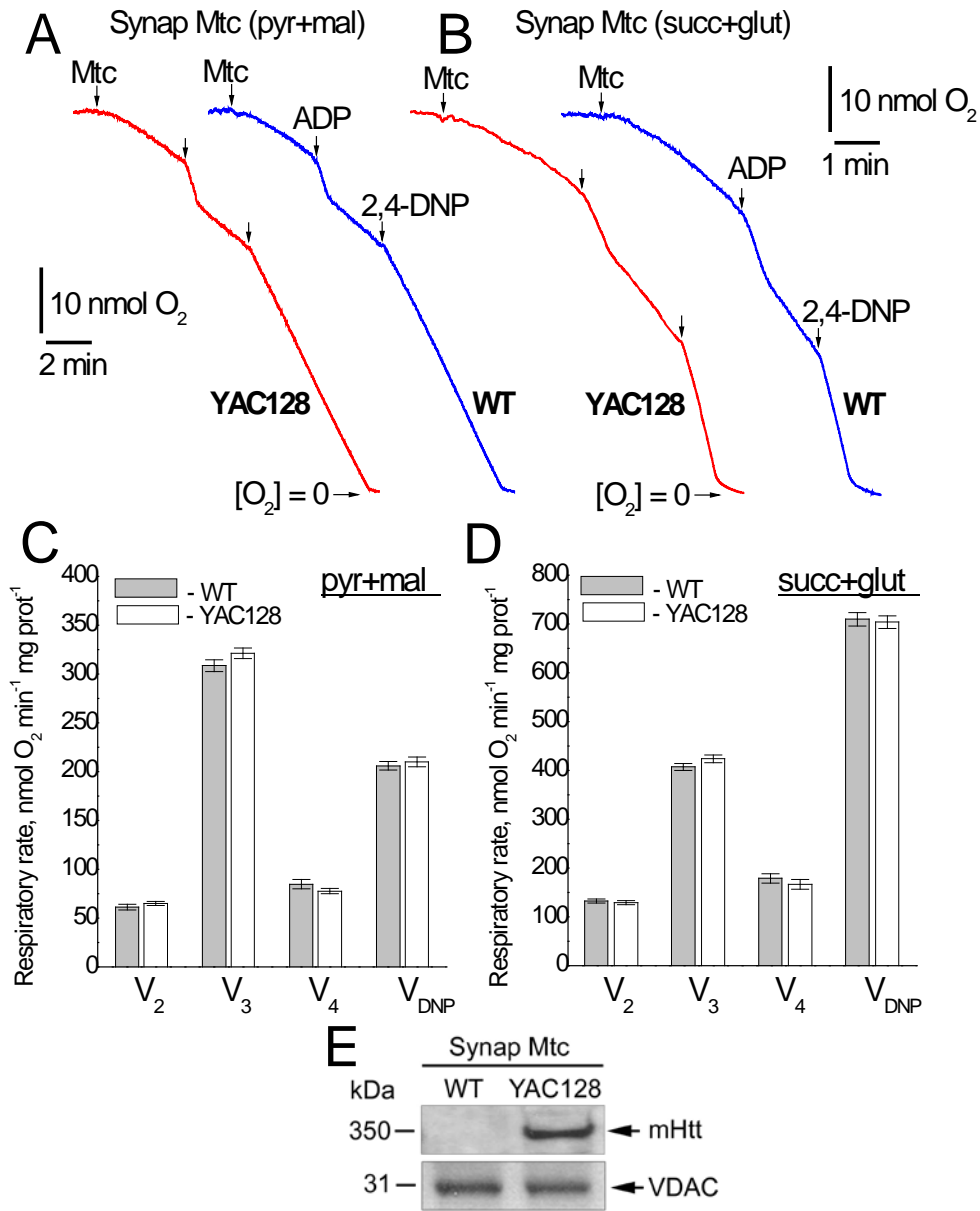 A Synap Mtc (pyr+mal)
Mtc
Mtc
ADP
2,4-DNP
10 nmol O₂
2 min
YAC128
WT
[O₂] = 0
B Synap Mtc (succ+glut)
Mtc
Mtc
10 nmol O₂
1 min
ADP
2,4-DNP
YAC128
WT
[O₂] = 0
C
pyr+mal
- WT
- YAC128
Respiratory rate, nmol O₂ min⁻¹ mg prot⁻¹
400
350
300
250
200
150
100
50
0
V₂ V₃ V₄ V_DNP
D
succ+glut
- WT
- YAC128
Respiratory rate, nmol O₂ min⁻¹ mg prot⁻¹
800
700
600
500
400
300
200
100
0
V₂ V₃ V₄ V_DNP
E
Synap Mtc
kDa WT YAC128
350 mHtt
31 VDAC